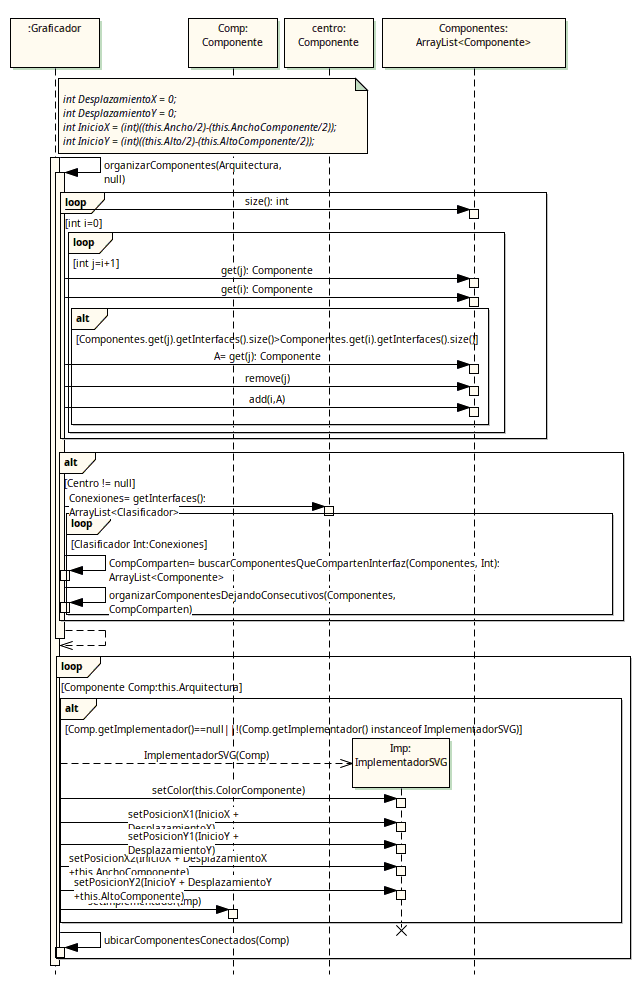 :Graficador
Comp:
Componente
centro:
Componente
Componentes:
ArrayList<Componente>
int DesplazamientoX = 0;
int DesplazamientoY = 0;
int InicioX = (int)((this.Ancho/2)-(this.AnchoComponente/2));
int InicioY = (int)((this.Alto/2)-(this.AltoComponente/2));
organizarComponentes(Arquitectura,
null)
loop
size(): int
[int i=0]
loop
[int j=i+1]
get(j): Componente
get(i): Componente
alt
[Componentes.get(j).getInterfaces().size()>Componentes.get(i).getInterfaces().size()]
A= get(j): Componente
remove(j)
add(i,A)
alt
[Centro != null]
Conexiones= getInterfaces():
ArrayList<Clasificador>
loop
[Clasificador Int:Conexiones]
CompComparten= buscarComponentesQueCompartenInterfaz(Componentes, Int):
ArrayList<Componente>
organizarComponentesDejandoConsecutivos(Componentes,
CompComparten)
loop
[Componente Comp:this.Arquitectura]
alt
[Comp.getImplementador()==null||!(Comp.getImplementador() instanceof ImplementadorSVG)]
Imp:
ImplementadorSVG
ImplementadorSVG(Comp)
setColor(this.ColorComponente)
setPosicionX1(InicioX +
DesplazamientoX)
setPosicionY1(InicioY +
DesplazamientoY)
setPosicionX2(InicioX + DesplazamientoX
+this.AnchoComponente)
setPosicionY2(InicioY + DesplazamientoY
+this.AltoComponente)
setImplementador(Imp)
ubicarComponentesConectados(Comp)